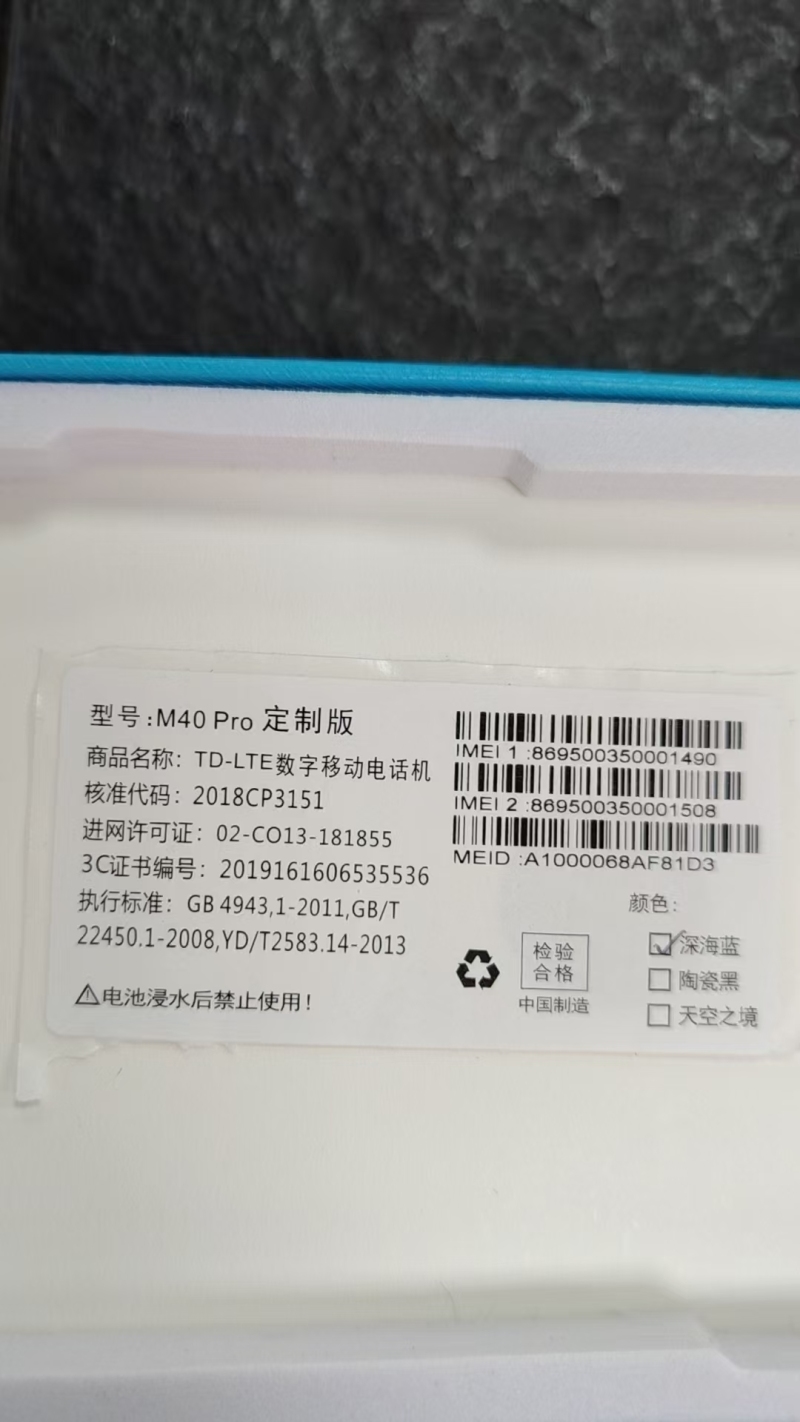 型号:M40 Pro 定制版
商品名称：TD-LTE数字移动电话机
核准代码：2018CP3151
进网许可证：02-CO13-181855
3C证书编号：2019161606535536
执行标准：GB 4943,1-2011,GB/T
22450.1-2008,YD/T2583.14-2013
电池浸水后禁止使用！
IMEI 1 :869500350001490
IMEI 2 :869500350001508
MEID :A1000068AF81D3
检验
合格
中国制造
颜色：
深海蓝
陶瓷黑
天空之境